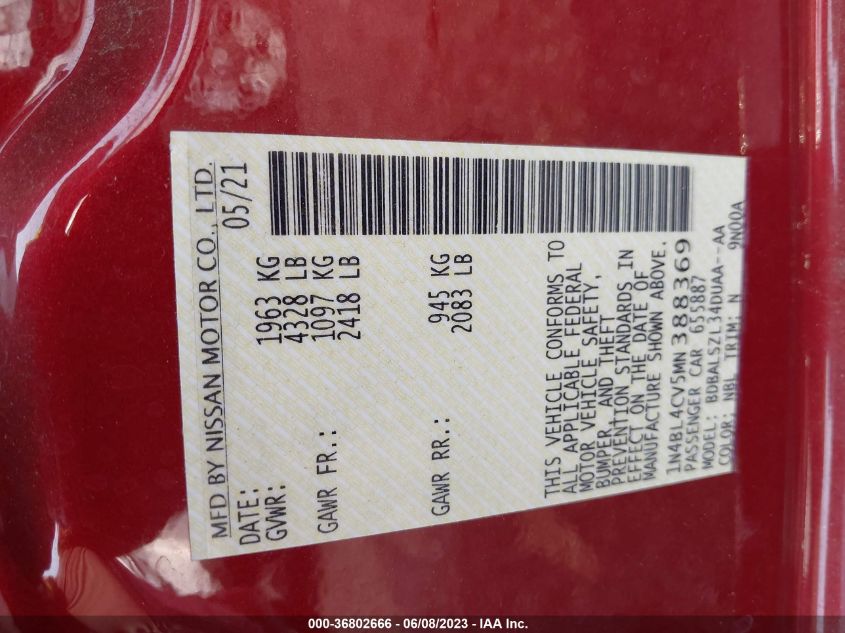 MFD BY NISSAN MOTOR CO., LTD.
DATE: 05/21
GVWR: 1963 KG
4328 LB
GAWR FR.: 1097 KG
2418 LB
GAWR RR.: 945 KG
2083 LB
THIS VEHICLE CONFORMS TO
ALL APPLICABLE FEDERAL
MOTOR VEHICLE SAFETY,
BUMPER, AND THEFT
PREVENTION STANDARDS IN
EFFECT ON THE DATE OF
MANUFACTURE SHOWN ABOVE.
1N4BL4CV5MN388369
PASSENGER CAR 655887
MODEL: BDBALSZL34DUAA--AA
COLOR: NBL TRIM: N 9N00A
000-36802666 - 06/08/2023 - IAA Inc.